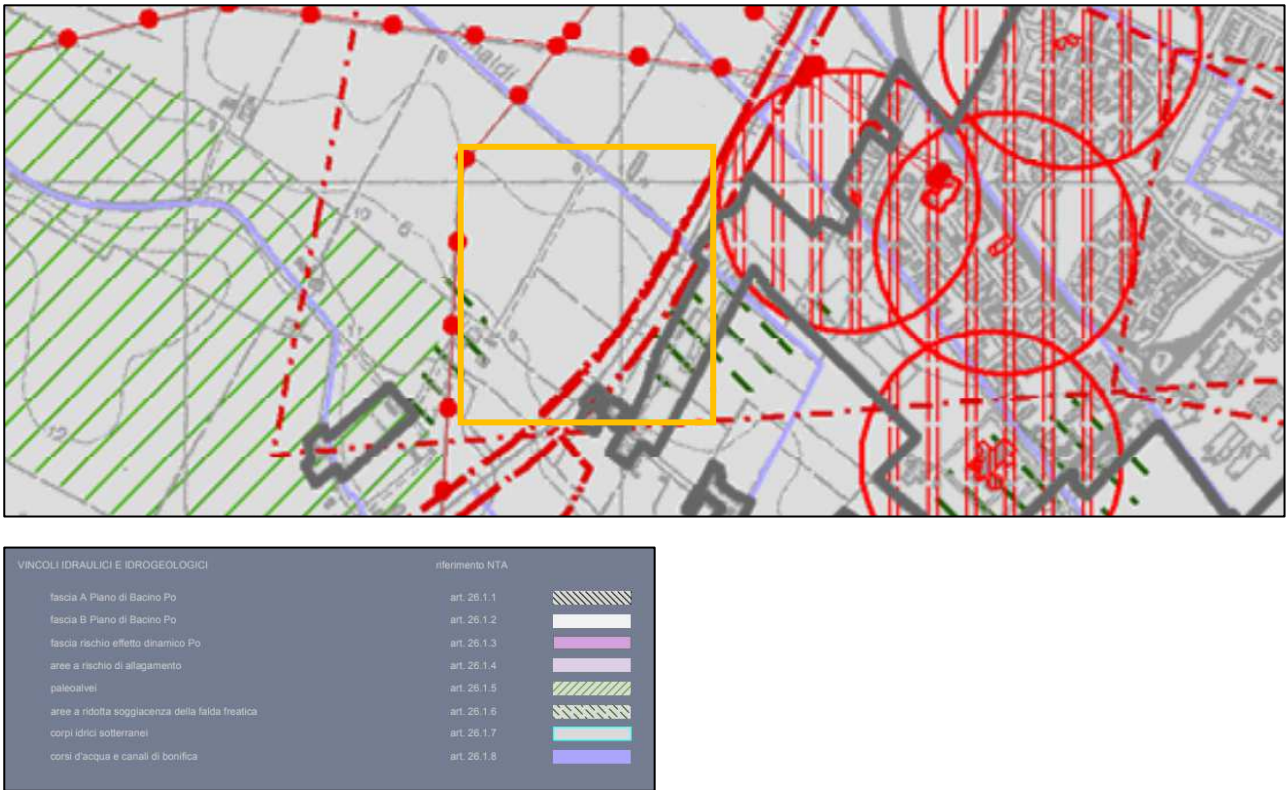 naldi
10
12
VINCOLI IDRAULICI E IDROGEOLOGICI riferimento NTA
fascia A Piano di Bacino Po art. 26.1.1
fascia B Piano di Bacino Po art. 26.1.2
fascia rischio effetto dinamico Po art. 26.1.3
aree a rischio di allagamento art. 26.1.4
paleoalvei art. 26.1.5
aree a ridotta soggiacenza della falda freatica art. 26.1.6
corpi idrici sotterranei art. 26.1.7
corsi d'acqua e canali di bonifica art. 26.1.8